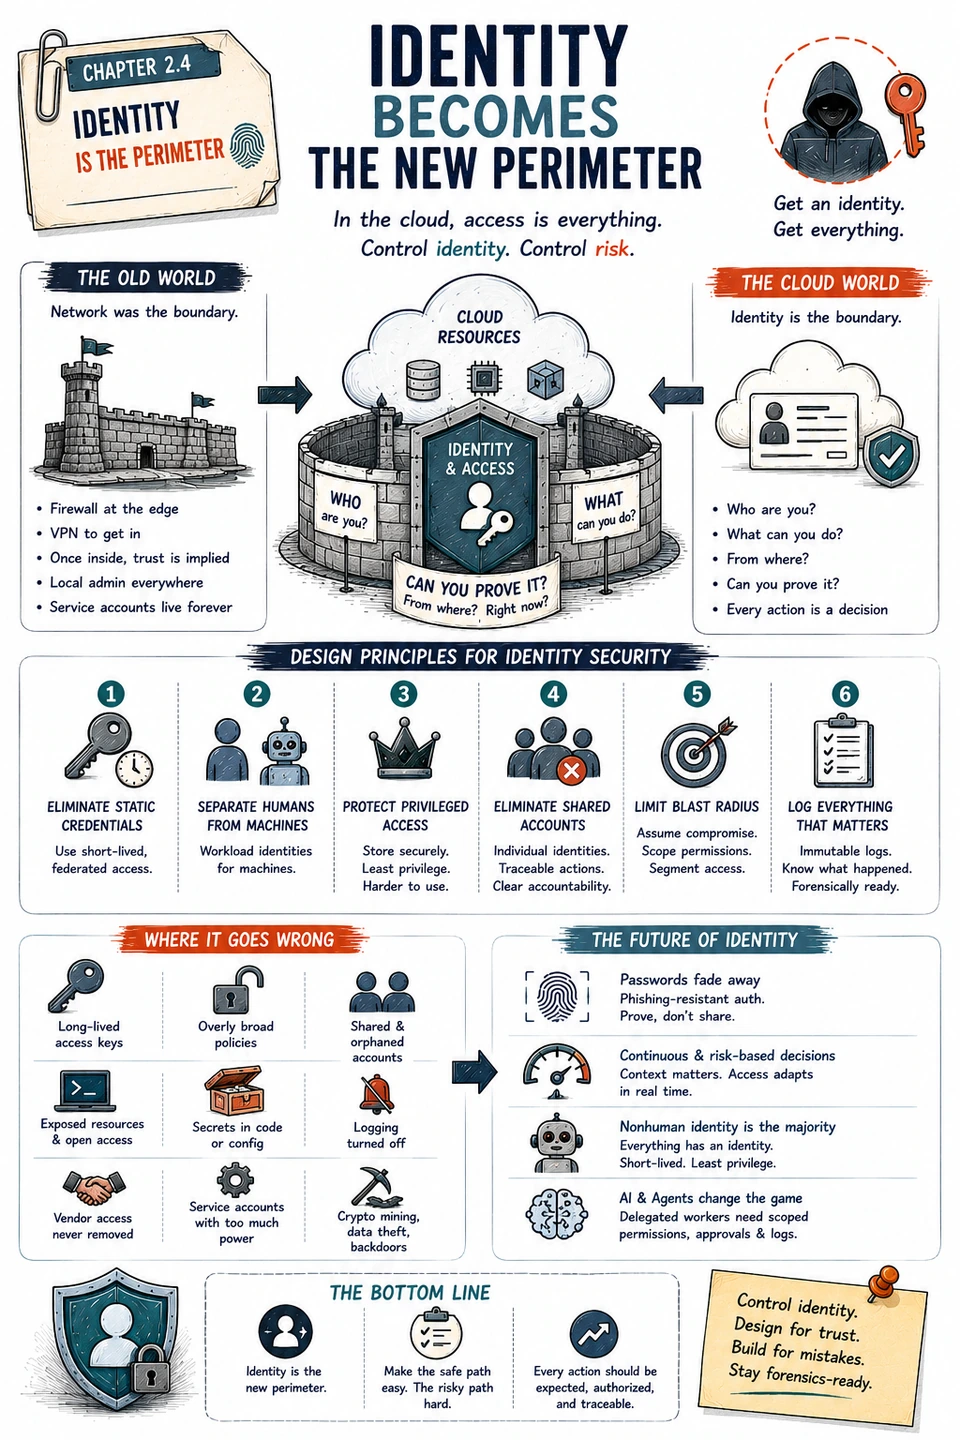 CHAPTER 2.4
IDENTITY
IS THE PERIMETER
IDENTITY
BECOMES
THE NEW PERIMETER
In the cloud, access is everything.
Control identity. Control risk.
Get an identity.
Get everything.
THE OLD WORLD
Network was the boundary.
• Firewall at the edge
• VPN to get in
• Once inside, trust is implied
• Local admin everywhere
• Service accounts live forever
CLOUD
RESOURCES
IDENTITY
& ACCESS
WHO
are you?
WHAT
can you do?
CAN YOU PROVE IT?
From where? Right now?
THE CLOUD WORLD
Identity is the boundary.
• Who are you?
• What can you do?
• From where?
• Can you prove it?
• Every action is a decision
DESIGN PRINCIPLES FOR IDENTITY SECURITY
1
ELIMINATE STATIC
CREDENTIALS
Use short-lived,
federated access.
2
SEPARATE HUMANS
FROM MACHINES
Workload identities
for machines.
3
PROTECT PRIVILEGED
ACCESS
Store securely.
Least privilege.
Harder to use.
4
ELIMINATE SHARED
ACCOUNTS
Individual identities.
Traceable actions.
Clear accountability.
5
LIMIT BLAST RADIUS
Assume compromise.
Scope permissions.
Segment access.
6
LOG EVERYTHING
THAT MATTERS
Immutable logs.
Know what happened.
Forensically ready.
WHERE IT GOES WRONG
Long-lived
access keys
Overly broad
policies
Shared &
orphaned
accounts
Exposed resources
& open access
Secrets in code
or config
Logging
turned off
Vendor access
never removed
Service accounts
with too much
power
Crypto mining,
data theft,
backdoors
THE FUTURE OF IDENTITY
Passwords fade away
Phishing-resistant auth.
Prove, don't share.
Continuous & risk-based decisions
Context matters. Access adapts
in real time.
Nonhuman identity is the majority
Everything has an identity.
Short-lived. Least privilege.
AI & Agents change the game
Delegated workers need scoped
permissions, approvals & logs.
THE BOTTOM LINE
Identity is the
new perimeter.
Make the safe path
easy. The risky path
hard.
Every action should be
expected, authorized,
and traceable.
Control identity.
Design for trust.
Build for mistakes.
Stay forensics-ready.